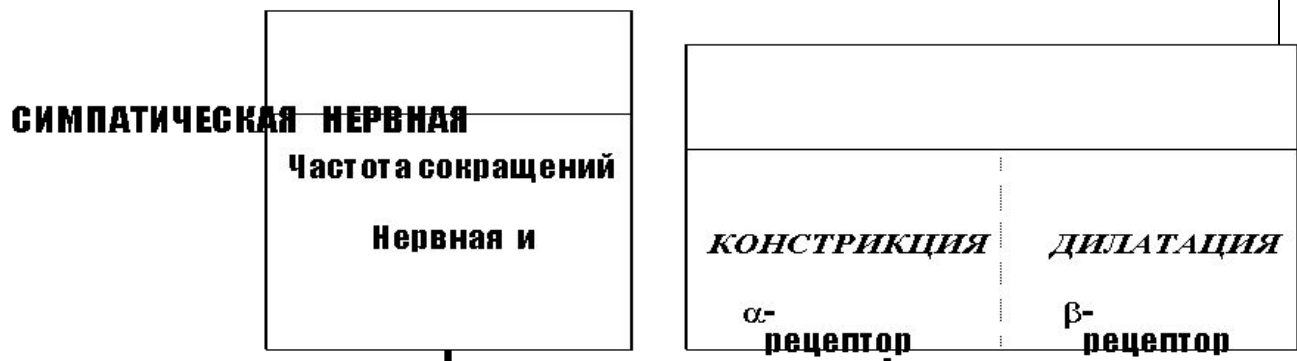 СИМПАТИЧЕСКАЯ НЕРВНАЯ
Частота сокращений
Нервная и
КОНСТРИКЦИЯ
ДИЛАТАЦИЯ
α-
рецептор
β-
рецептор